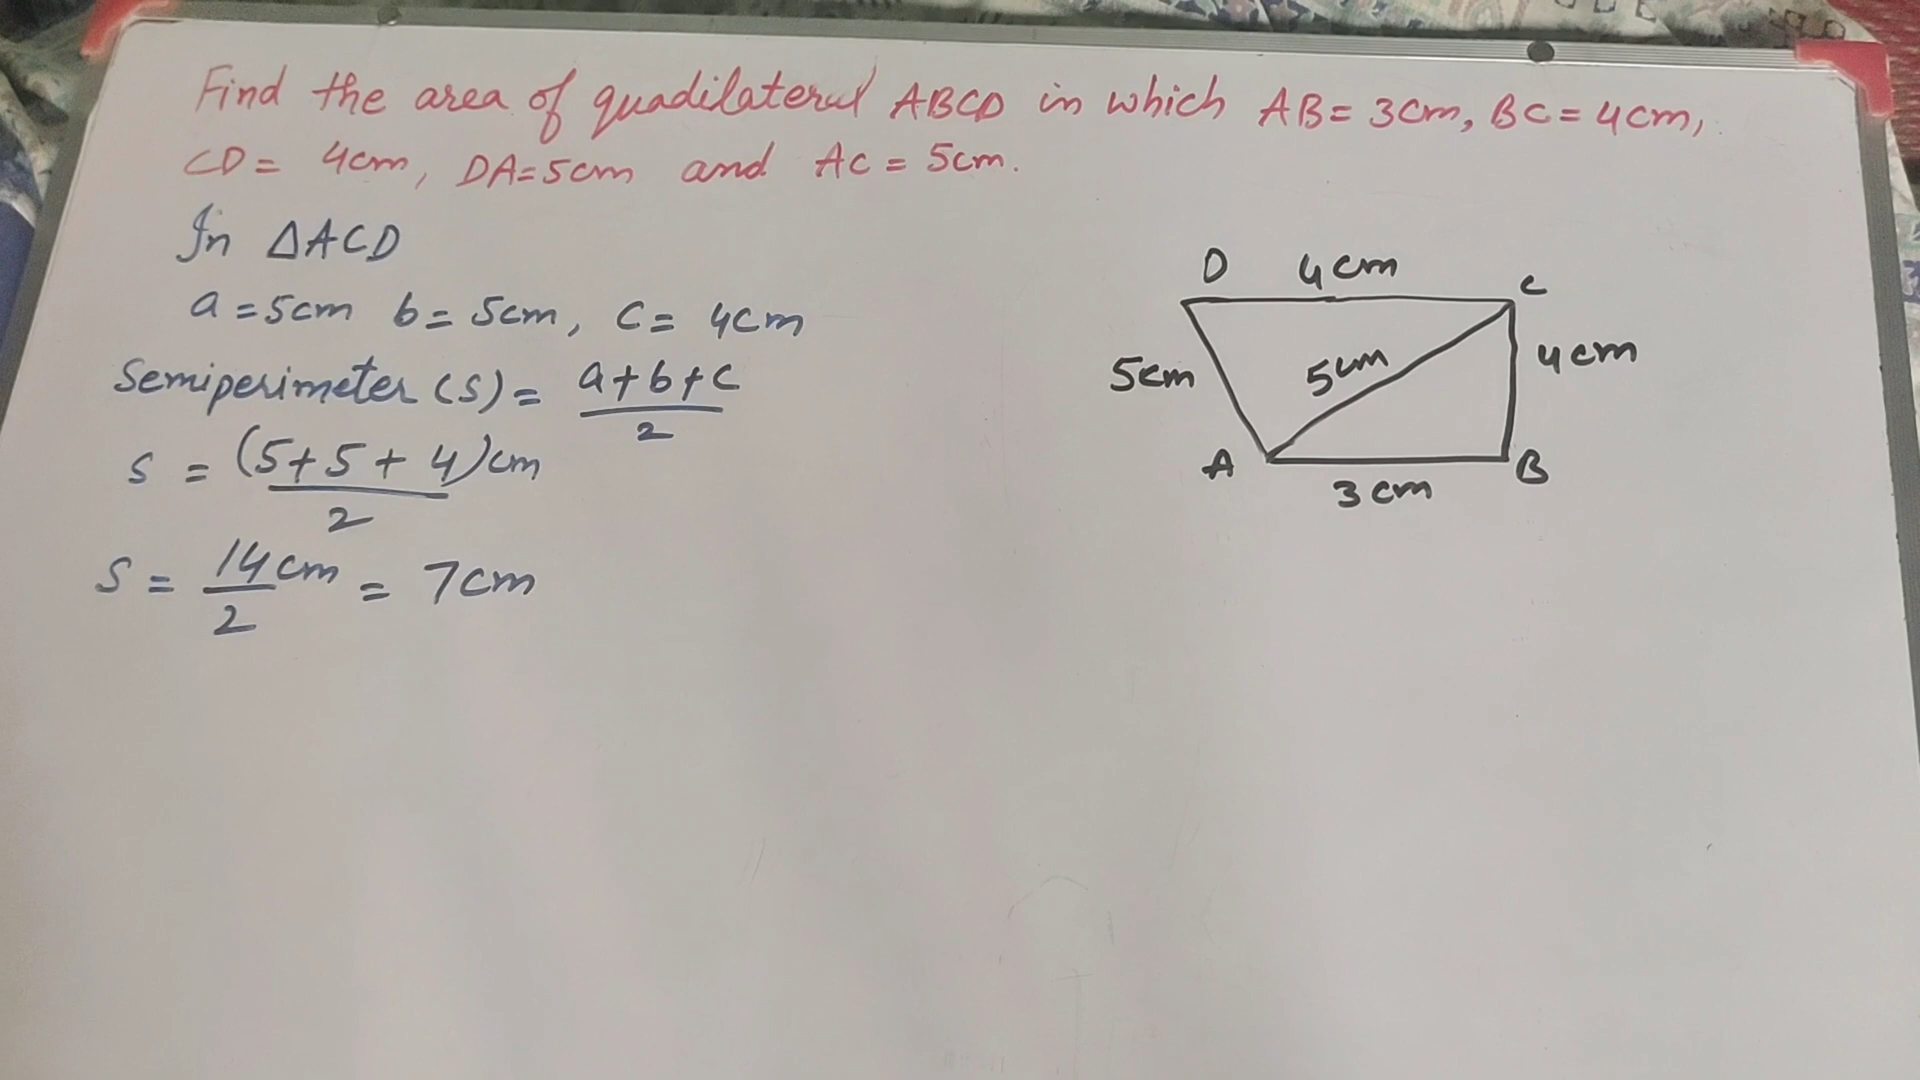 Find the area of quadilateral ABCD in which AB = 3cm, BC = 4cm,
CD = 4cm, DA = 5cm and AC = 5cm.
In △ACD
a = 5cm b = 5cm, c = 4cm
Semiperimeter (S) = a+b+c
2
S = (5+5+4)cm
2
S = 14cm = 7cm
2
D 4cm C
5cm 5cm 4cm
A B
3cm